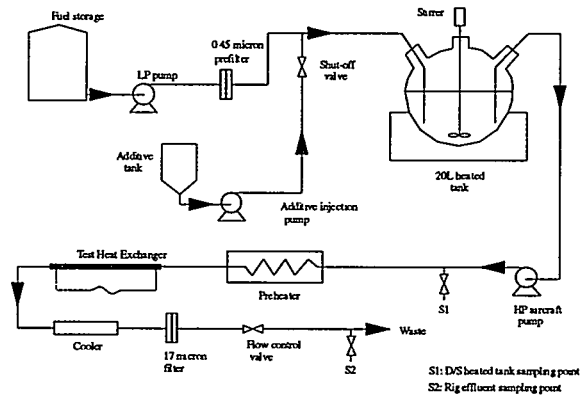 Fuel storage
Stirrer
0.45 micron
prefilter
LP pump
Shut-off
valve
Additive
tank
20L heated
tank
Additive injection
pump
Test Heat Exchanger
Preheater
S1
HP aircraft
pump
Cooler
17 micron
filter
Flow control
valve
Waste
S2
S1: D/S heated tank sampling point
S2: Rig effluent sampling point